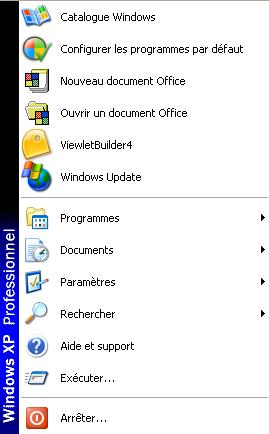 Catalogue Windows
Configurer les programmes par défaut
Nouveau document Office
Ouvrir un document Office
ViewletBuilder4
Windows Update
Programmes
Documents
Paramètres
Rechercher
Aide et support
Exécuter...
Arrêter...
Windows XP Professionnel